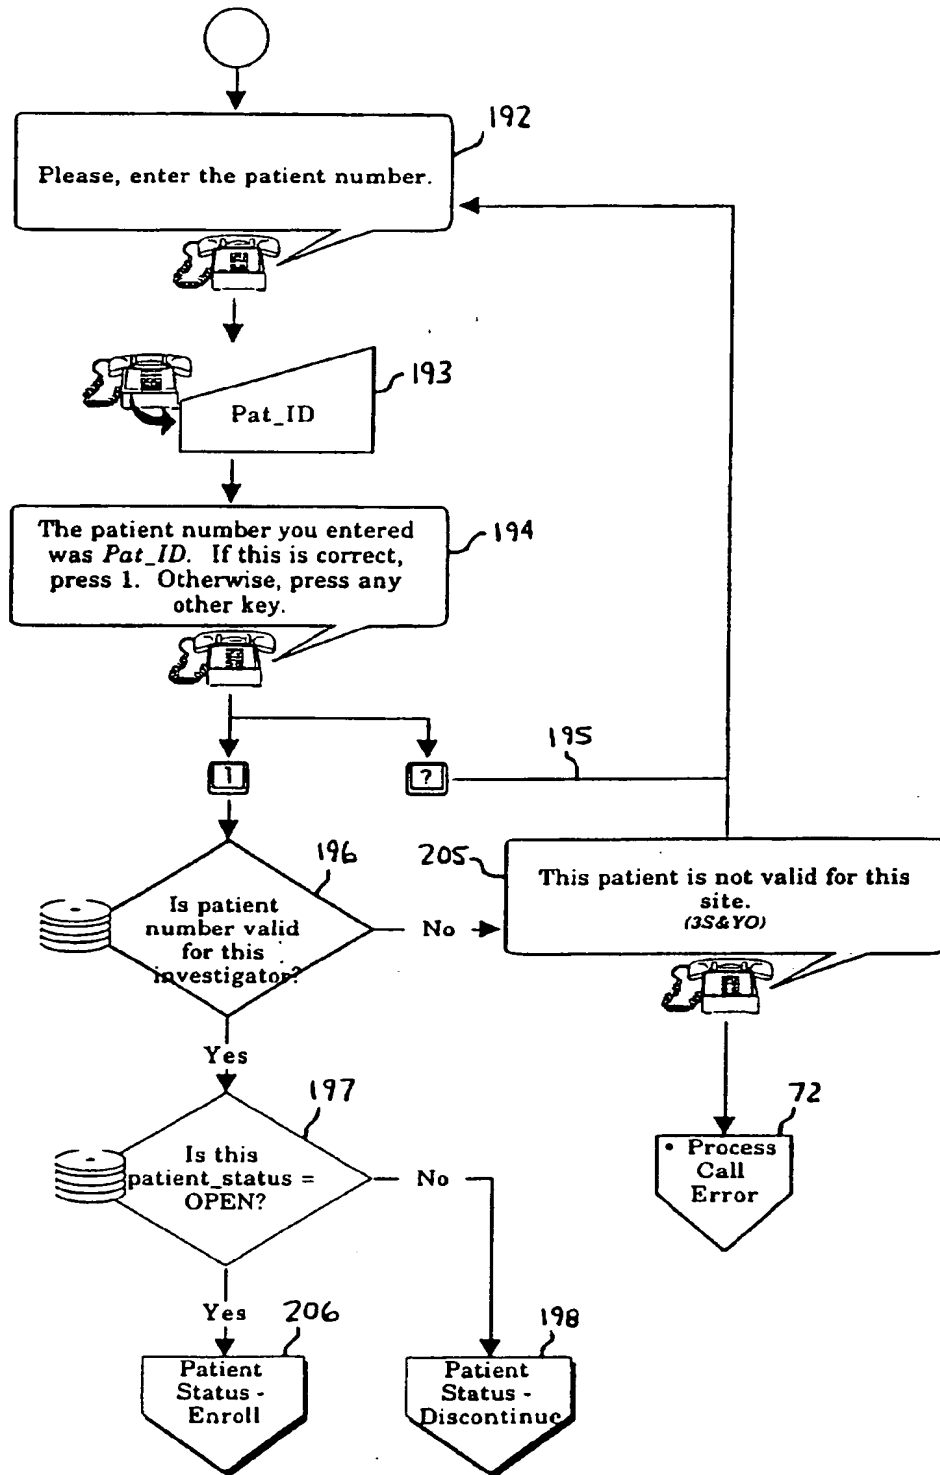 192
Please, enter the patient number.
193
Pat_ID
194
The patient number you entered
was Pat_ID. If this is correct,
press 1. Otherwise, press any
other key.
1
?
195
196
Is patient
number valid
for this
investigator?
No
205
This patient is not valid for this
site.
(3S&YO)
Yes
197
Is this
patient_status =
OPEN?
No
72
• Process
Call
Error
Yes
206
Patient
Status -
Enroll
198
Patient
Status -
Discontinue